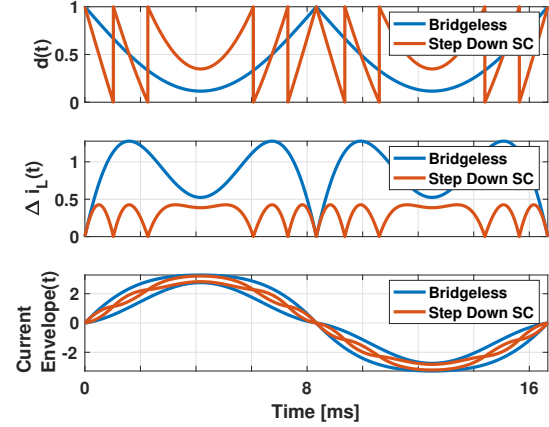 1
0.5
0
d(t)
Bridgeless
Step Down SC
1
0.5
0
Δ i_L(t)
Bridgeless
Step Down SC
2
0
-2
Current
Envelope(t)
Bridgeless
Step Down SC
0
8
16
Time [ms]